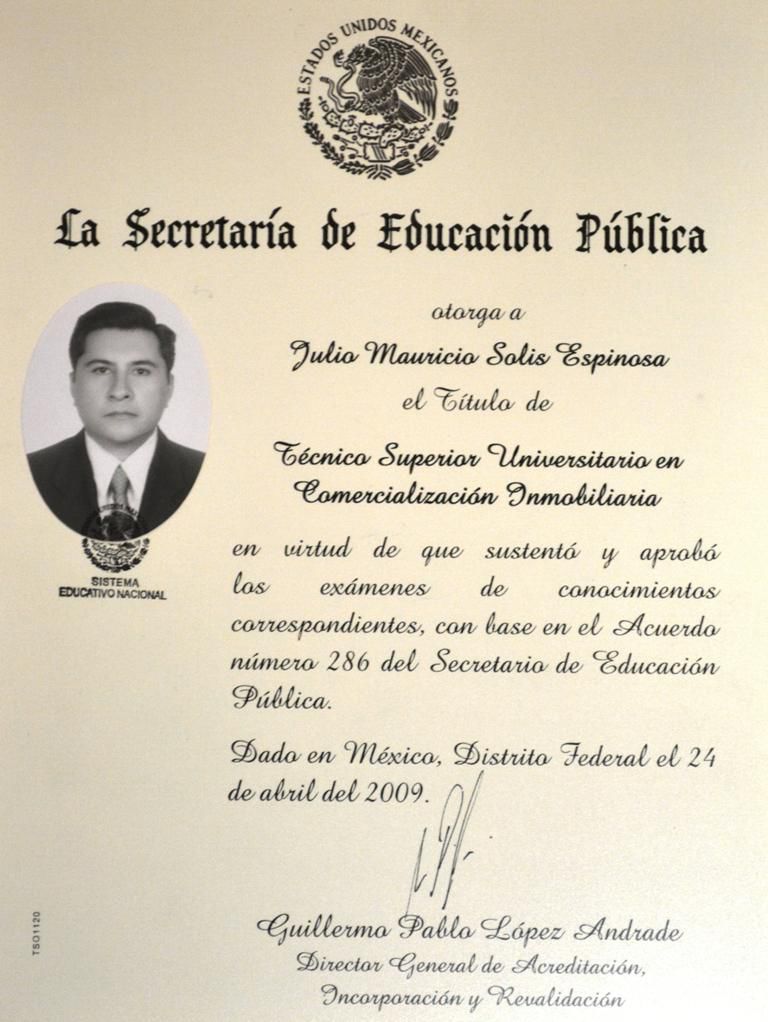 ESTADOS UNIDOS MEXICANOS
La Secretaría de Educación Pública
otorga a
Julio Mauricio Solis Espinosa
el Título de
Técnico Superior Universitario en
Comercialización Inmobiliaria
en virtud de que sustentó y aprobó
los exámenes de conocimientos
correspondientes, con base en el Acuerdo
número 286 del Secretario de Educación
Pública.
SISTEMA
EDUCATIVO NACIONAL
Dado en México, Distrito Federal el 24
de abril del 2009.
Guillermo Pablo López Andrade
Director General de Acreditación,
Incorporación y Revalidación
TSO1120